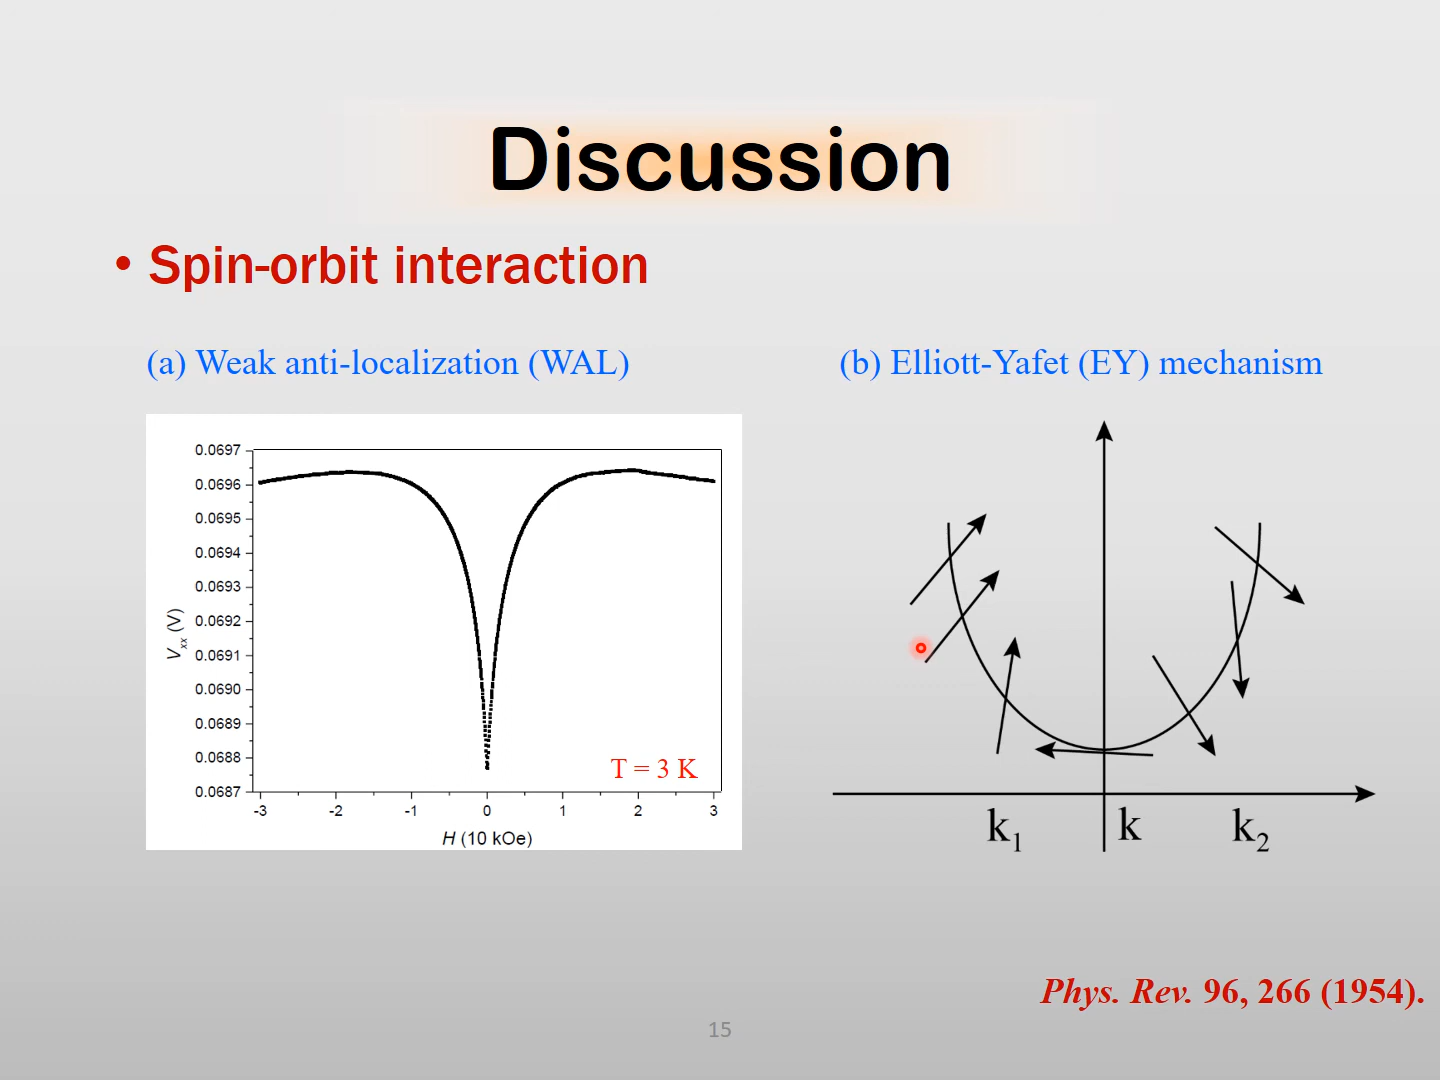 Discussion
• Spin-orbit interaction
(a) Weak anti-localization (WAL)
(b) Elliott-Yafet (EY) mechanism
0.0697
0.0696
0.0695
0.0694
0.0693
0.0692
0.0691
0.0690
0.0689
0.0688
0.0687
Vxx (V)
T = 3 K
-3 -2 -1 0 1 2 3
H (10 kOe)
k1 k k2
Phys. Rev. 96, 266 (1954).
15